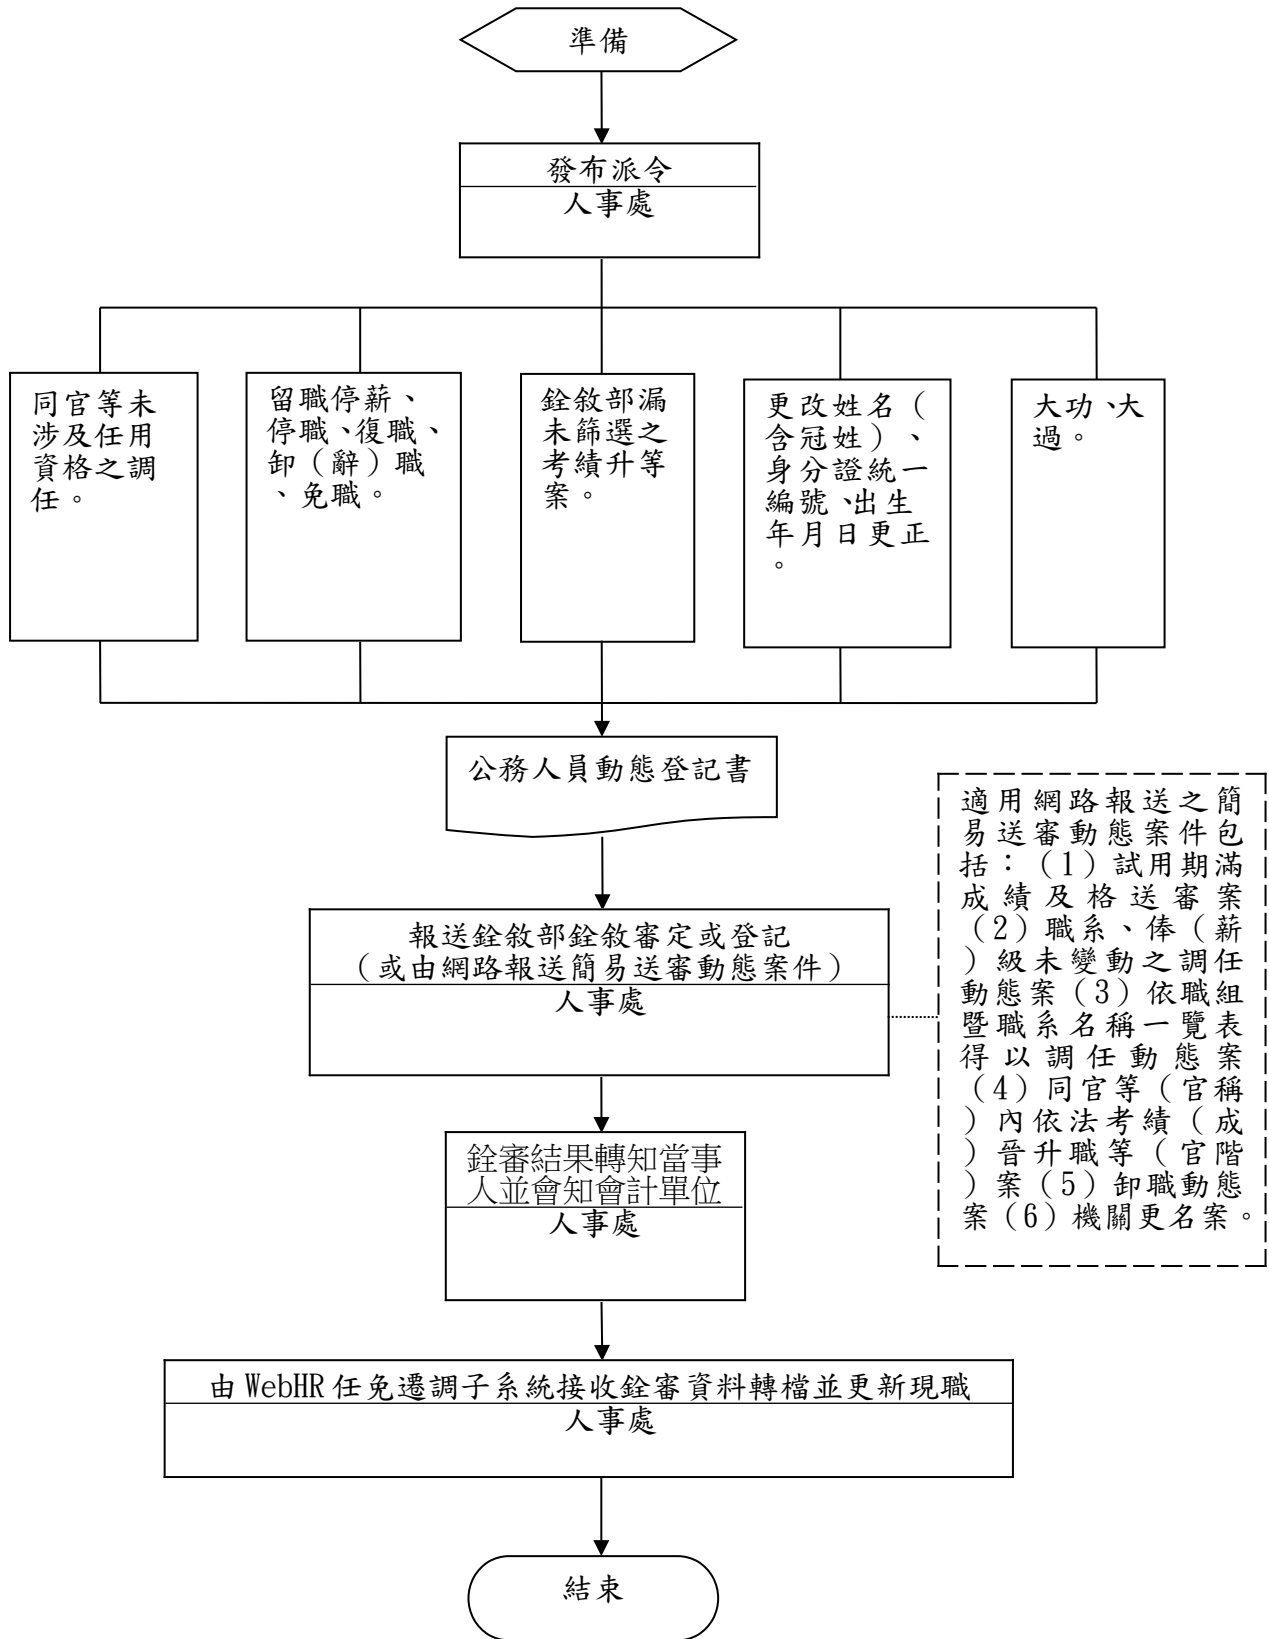 準備
發布派令
人事處
同官等未
涉及任用
資格之調
任。
留職停薪、
停職、復職、
卸（辭）職
、免職。
銓敘部漏
未篩選之
考績升等
案。
更改姓名（
含冠姓）、
身分證統一
編號、出生
年月日更正
。
大功、大
過。
公務人員動態登記書
報送銓敘部銓敘審定或登記
（或由網路報送簡易送審動態案件）
人事處
適用網路報送之簡
易送審動態案件包
括：（1）試用期滿
成績及格送審案
（2）職系、俸（薪
）級未變動之調任
動態案（3）依職組
暨職系名稱一覽表
得以調任動態案
（4）同官等（官稱
）內依法考績（成
）晉升職等（官階
）案（5）卸職動態
案（6）機關更名案。
銓審結果轉知當事
人並會知會計單位
人事處
由 WebHR 任免遷調子系統接收銓審資料轉檔並更新現職
人事處
結束